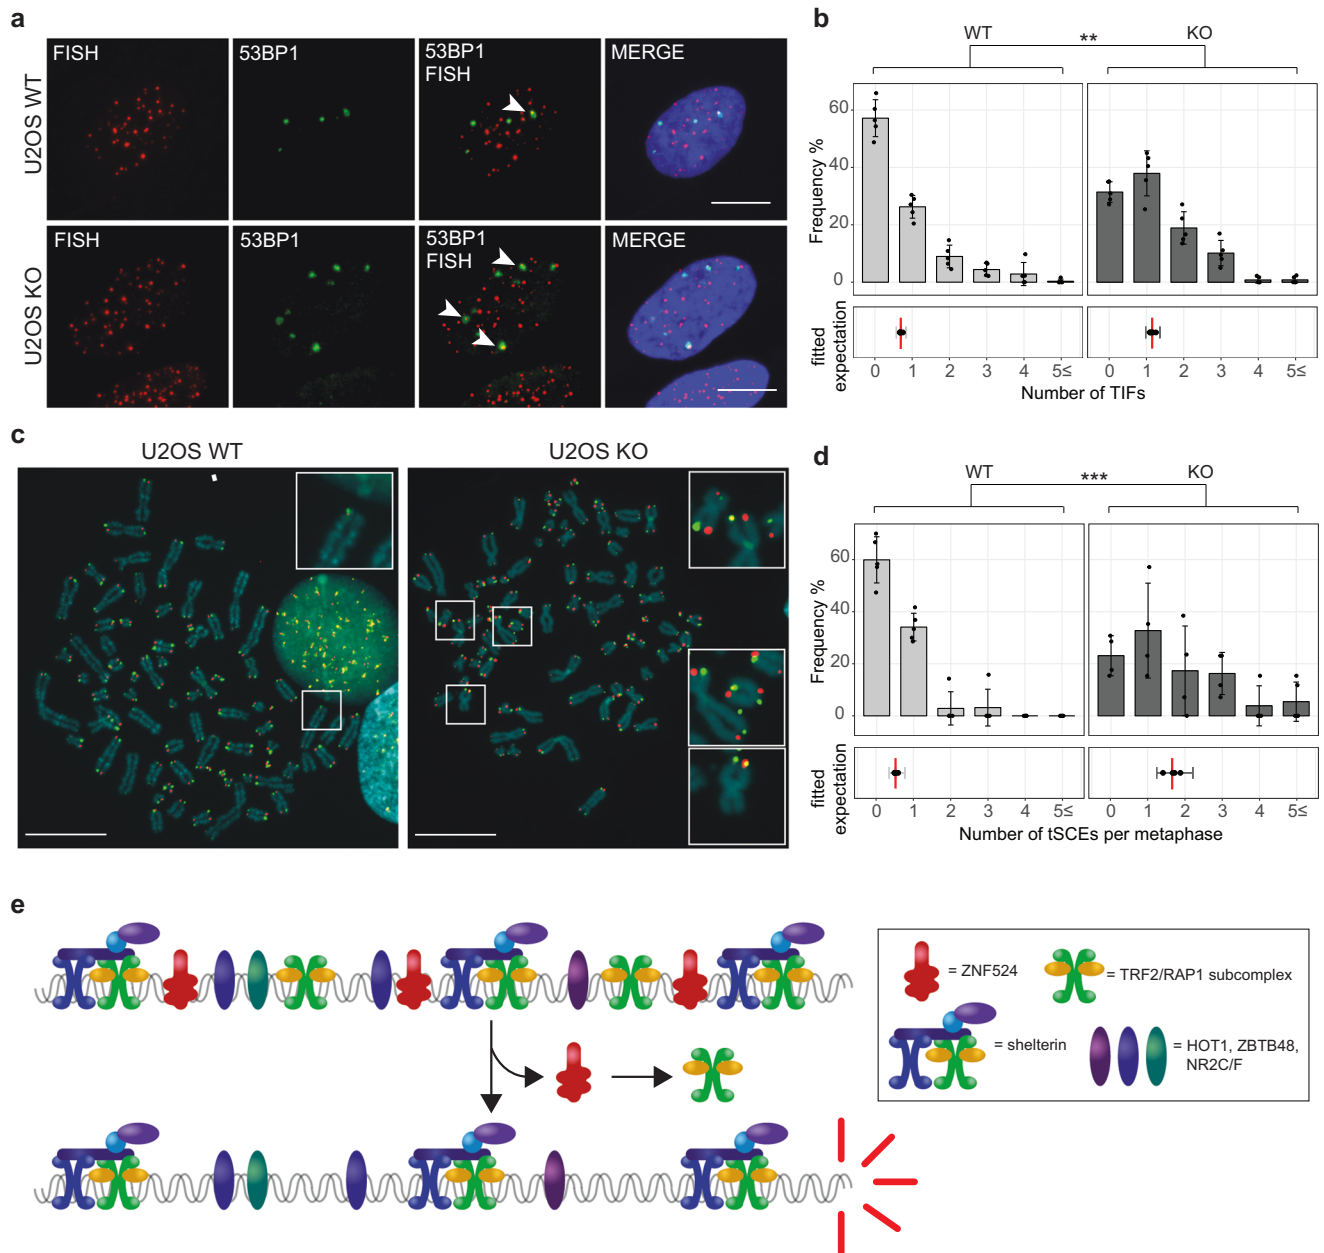 a
FISH
53BP1
53BP1
FISH
MERGE
U2OS WT
FISH
53BP1
53BP1
FISH
MERGE
U2OS KO
b
WT
**
KO
Frequency %
60
40
20
0
fitted
expectation
0 1 2 3 4 5≤ 0 1 2 3 4 5≤
Number of TIFs
c
U2OS WT
U2OS KO
d
WT
***
KO
Frequency %
60
40
20
0
fitted
expectation
0 1 2 3 4 5≤ 0 1 2 3 4 5≤
Number of tSCEs per metaphase
e
= ZNF524
= TRF2/RAP1 subcomplex
= shelterin
= HOT1, ZBTB48,
NR2C/F